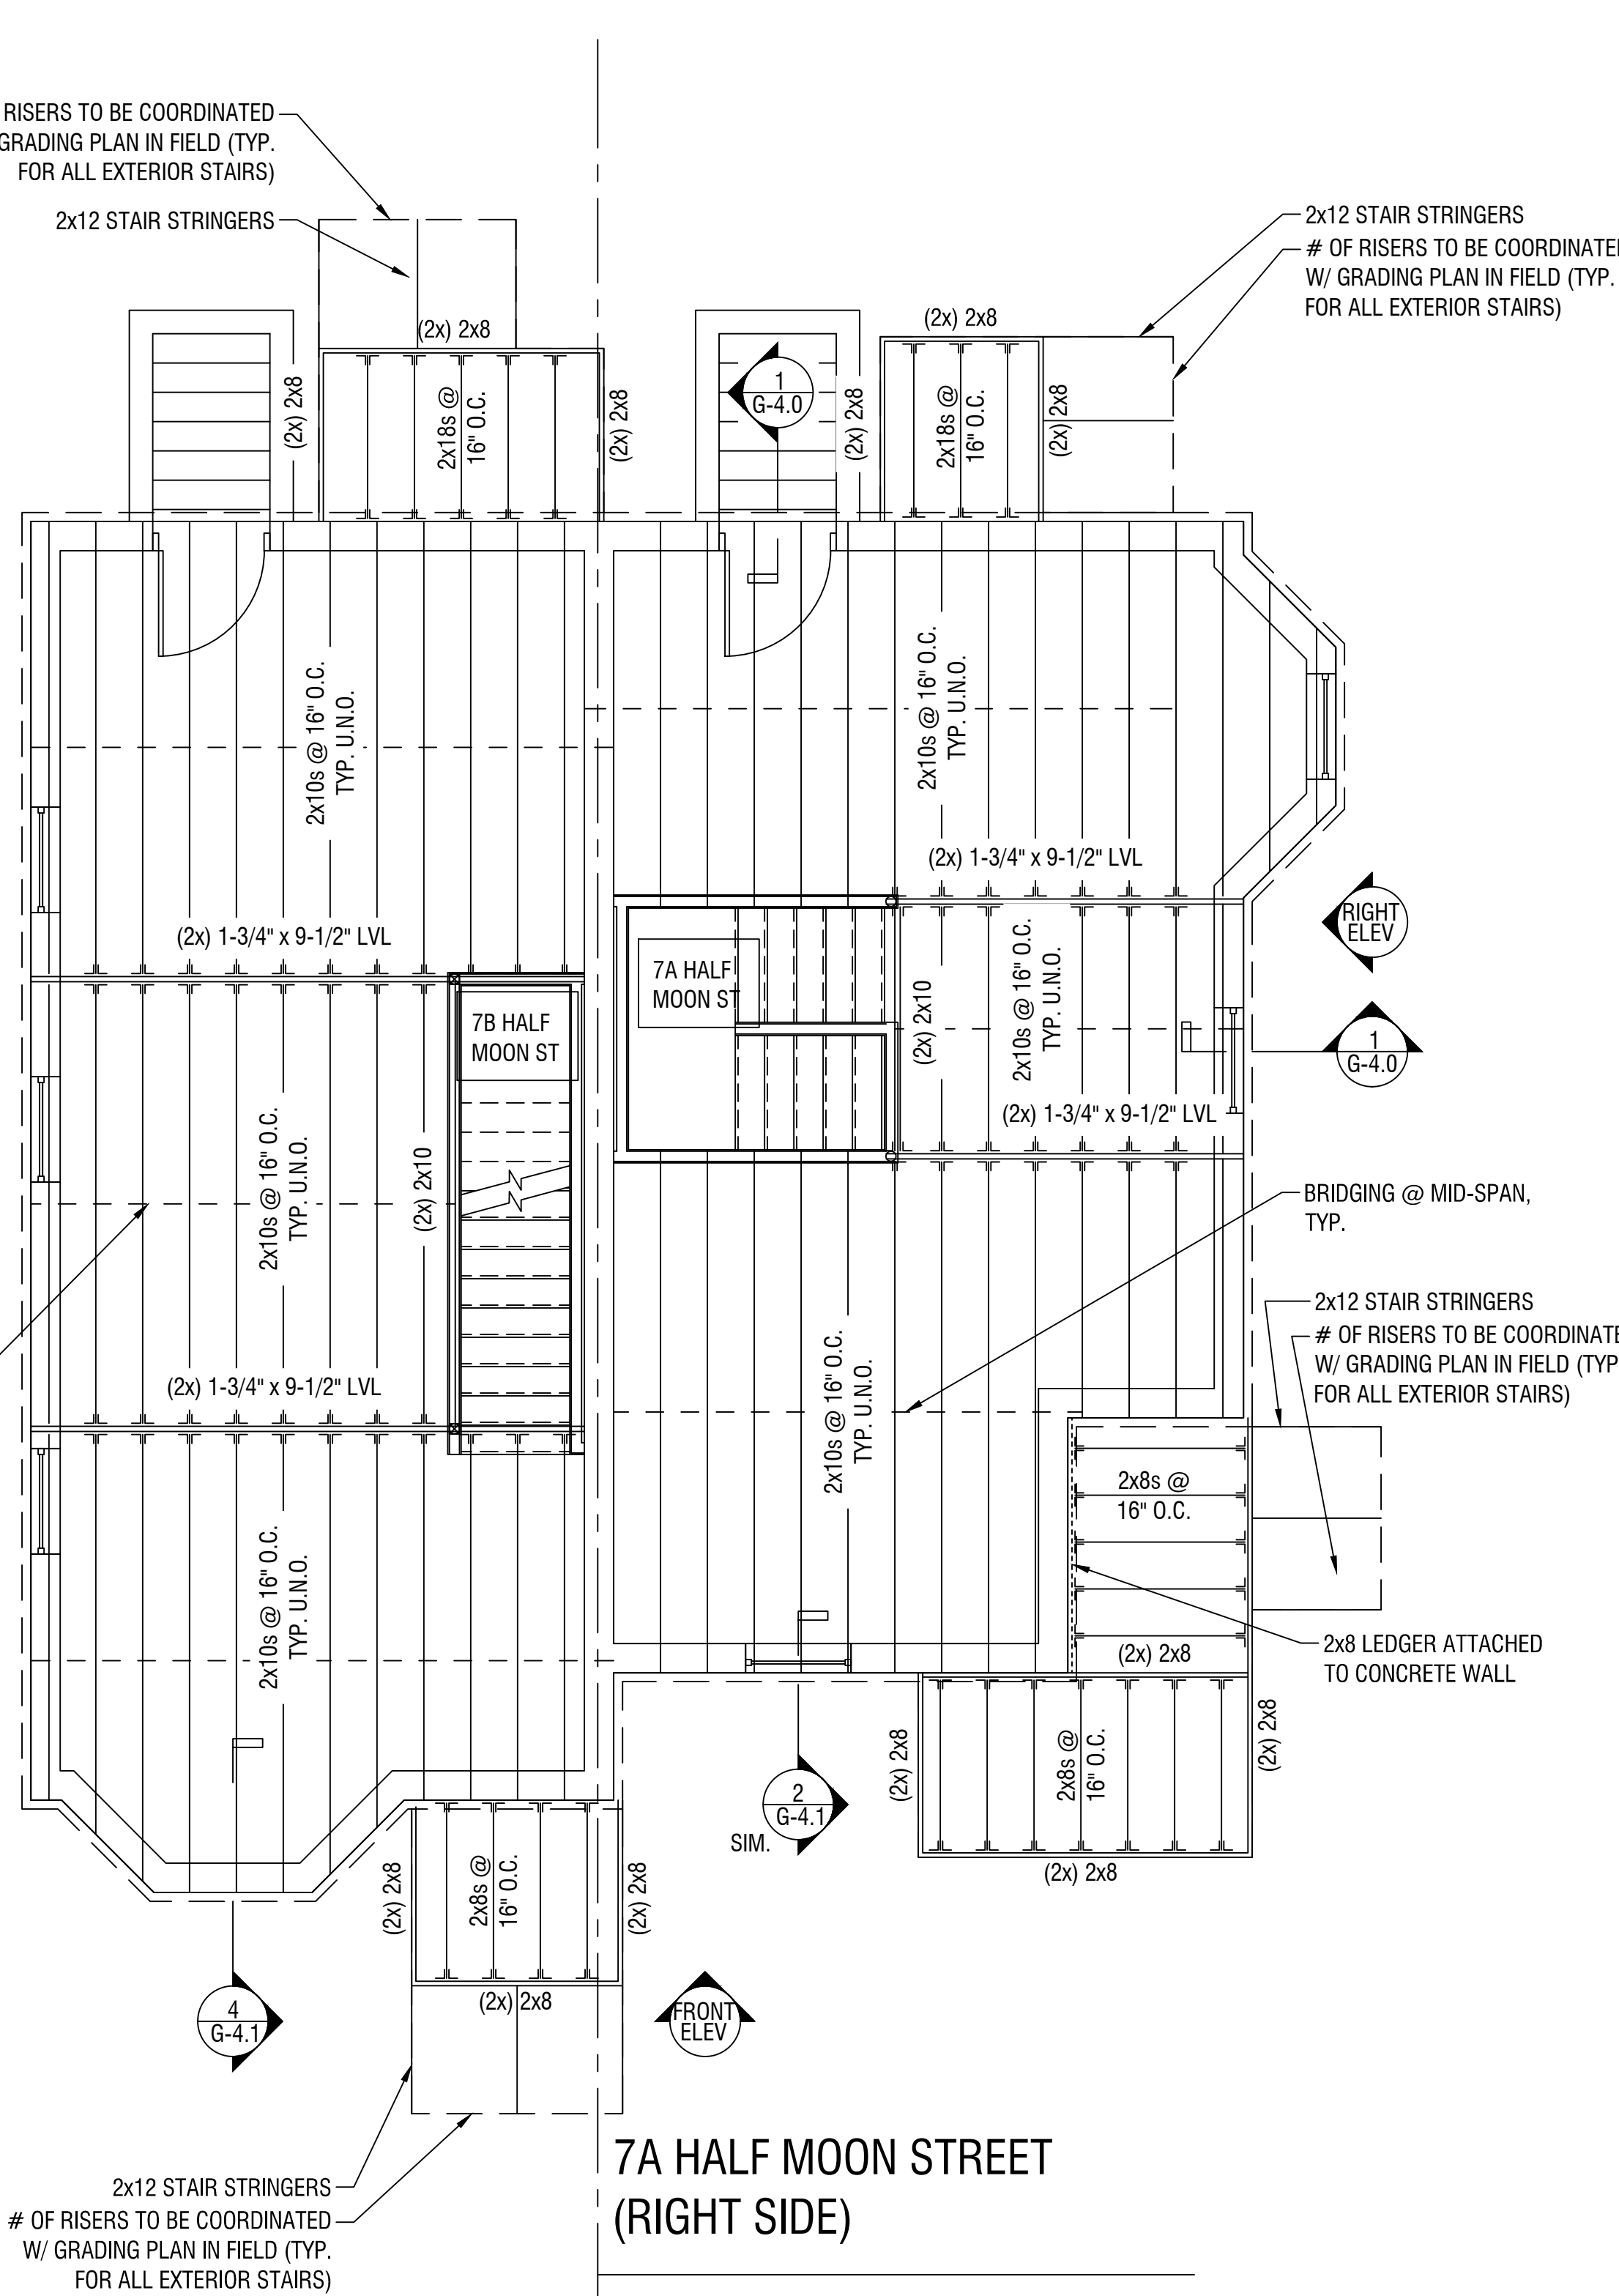 RISERS TO BE COORDINATED
GRADING PLAN IN FIELD (TYP.
FOR ALL EXTERIOR STAIRS)
2x12 STAIR STRINGERS
2x12 STAIR STRINGERS
# OF RISERS TO BE COORDINATE
W/ GRADING PLAN IN FIELD (TYP.
FOR ALL EXTERIOR STAIRS)
(2x) 2x8
(2x) 2x8
2x18s @
16" O.C.
(2x) 2x8
1
G-4.0
(2x) 2x8
(2x) 2x8
2x18s @
16" O.C.
(2x) 2x8
2x10s @ 16" O.C.
TYP. U.N.O.
2x10s @ 16" O.C.
TYP. U.N.O.
(2x) 1-3/4" x 9-1/2" LVL
(2x) 1-3/4" x 9-1/2" LVL
RIGHT
ELEV
7A HALF
MOON ST
(2x) 2x10
2x10s @ 16" O.C.
TYP. U.N.O.
7B HALF
MOON ST
1
G-4.0
(2x) 1-3/4" x 9-1/2" LVL
2x10s @ 16" O.C.
TYP. U.N.O.
(2x) 2x10
BRIDGING @ MID-SPAN,
TYP.
2x12 STAIR STRINGERS
# OF RISERS TO BE COORDINATE
W/ GRADING PLAN IN FIELD (TYP
FOR ALL EXTERIOR STAIRS)
(2x) 1-3/4" x 9-1/2" LVL
2x10s @ 16" O.C.
TYP. U.N.O.
2x8s @
16" O.C.
2x10s @ 16" O.C.
TYP. U.N.O.
(2x) 2x8
2x8 LEDGER ATTACHED
TO CONCRETE WALL
(2x) 2x8
2x8s @
16" O.C.
(2x) 2x8
2
G-4.1
SIM.
(2x) 2x8
(2x) 2x8
2x8s @
16" O.C.
(2x) 2x8
(2x) 2x8
4
G-4.1
FRONT
ELEV
7A HALF MOON STREET
(RIGHT SIDE)
2x12 STAIR STRINGERS
# OF RISERS TO BE COORDINATED
W/ GRADING PLAN IN FIELD (TYP.
FOR ALL EXTERIOR STAIRS)